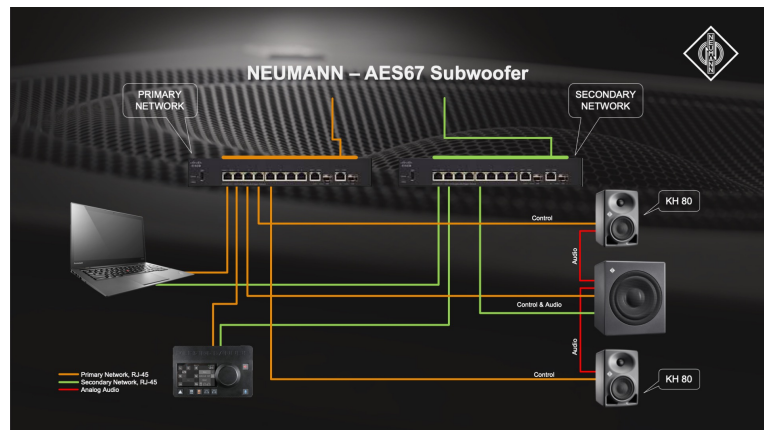 NEUMANN – AES67 Subwoofer
NEUMANN
PRIMARY
NETWORK
SECONDARY
NETWORK
Control
KH 80
Audio
Control & Audio
Audio
Control
KH 80
Primary Network, RJ-45
Secondary Network, RJ-45
Analog Audio